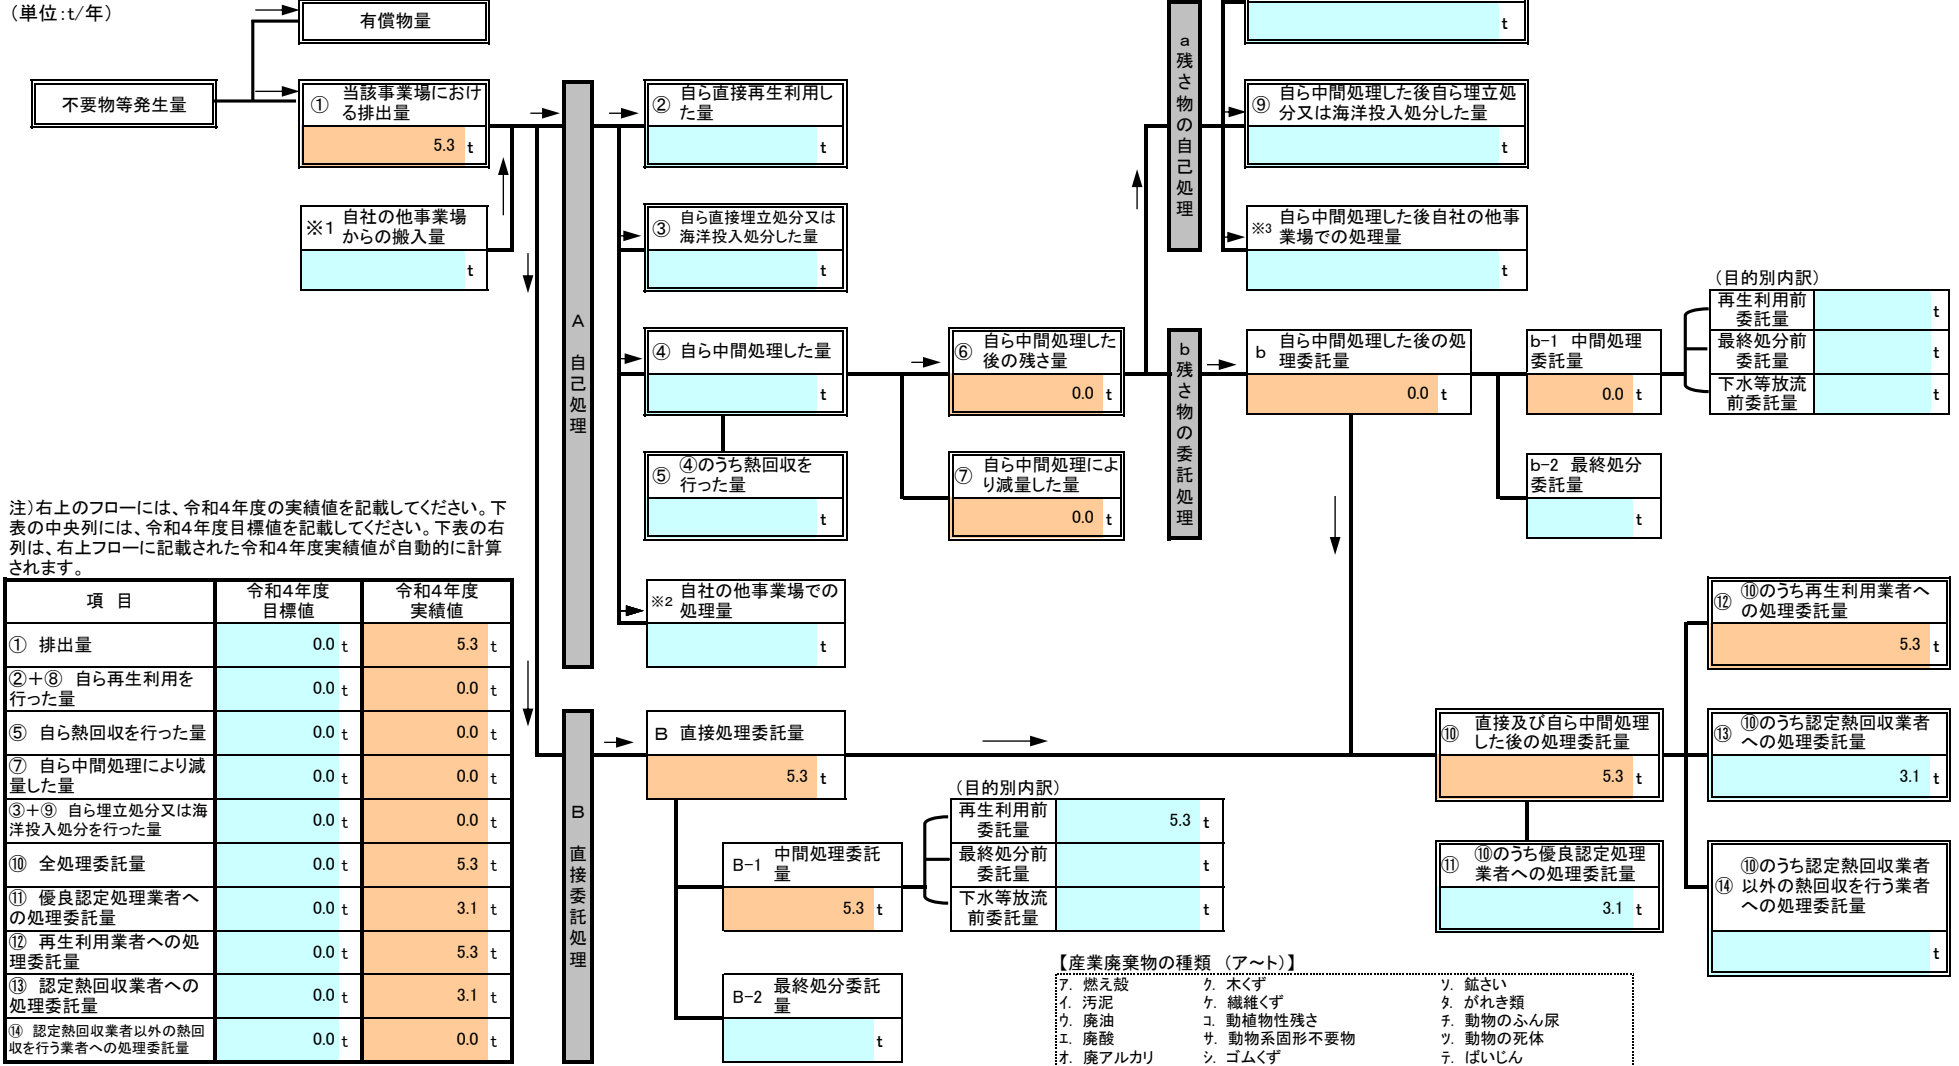 （単位：t/年）
有償物量
不要物等発生量
① 当該事業場におけ
る排出量
5.3 t
※1 自社の他事業場
からの搬入量
t
A 自己処理
② 自ら直接再生利用し
た量
t
③ 自ら直接埋立処分又は
海洋投入処分した量
t
④ 自ら中間処理した量
t
⑤ ④のうち熱回収を
行った量
t
※2 自社の他事業場での
処理量
t
⑥ 自ら中間処理した
後の残さ量
0.0 t
⑦ 自ら中間処理によ
り減量した量
0.0 t
a 残さ物の自己処理
t
⑨ 自ら中間処理した後自ら埋立処
分又は海洋投入処分した量
t
※3 自ら中間処理した後自社の他事
業場での処理量
t
b 残さ物の委託処理
b 自ら中間処理した後の処
理委託量
0.0 t
b-1 中間処理
委託量
0.0 t
b-2 最終処分
委託量
t
（目的別内訳）
再生利用前
委託量
t
最終処分前
委託量
t
下水等放流
前委託量
t
注）右上のフローには、令和４年度の実績値を記載してください。下
表の中央列には、令和４年度目標値を記載してください。下表の右
列は、右上フローに記載された令和４年度実績値が自動的に計算
されます。
項 目
令和４年度
目標値
令和４年度
実績値
① 排出量 0.0 t 5.3 t
②＋⑧ 自ら再生利用を
行った量 0.0 t 0.0 t
⑤ 自ら熱回収を行った量 0.0 t 0.0 t
⑦ 自ら中間処理により減
量した量 0.0 t 0.0 t
③＋⑨ 自ら埋立処分又は海
洋投入処分を行った量 0.0 t 0.0 t
⑩ 全処理委託量 0.0 t 5.3 t
⑪ 優良認定処理業者へ
の処理委託量 0.0 t 3.1 t
⑫ 再生利用業者への処
理委託量 0.0 t 5.3 t
⑬ 認定熱回収業者への
処理委託量 0.0 t 3.1 t
⑭ 認定熱回収業者以外の熱回
収を行う業者への処理委託量 0.0 t 0.0 t
B 直接委託処理
B 直接処理委託量
5.3 t
B-1 中間処理委託
量
5.3 t
B-2 最終処分委託
量
t
（目的別内訳）
再生利用前
委託量
5.3 t
最終処分前
委託量
t
下水等放流
前委託量
t
⑩ 直接及び自ら中間処理
した後の処理委託量
5.3 t
⑪ ⑩のうち優良認定処理
業者への処理委託量
3.1 t
⑫ ⑩のうち再生利用業者へ
の処理委託量
5.3 t
⑬ ⑩のうち認定熱回収業者
への処理委託量
3.1 t
⑭ ⑩のうち認定熱回収業者
以外の熱回収を行う業者
への処理委託量
t
【産業廃棄物の種類 （ア～ト）】
ア. 燃え殻 ク. 木くず ソ. 鉱さい
イ. 汚泥 ケ. 繊維くず タ. がれき類
ウ. 廃油 コ. 動植物性残さ チ. 動物のふん尿
エ. 廃酸 サ. 動物系固形不要物 ツ. 動物の死体
オ. 廃アルカリ シ. ゴムくず テ. ばいじん